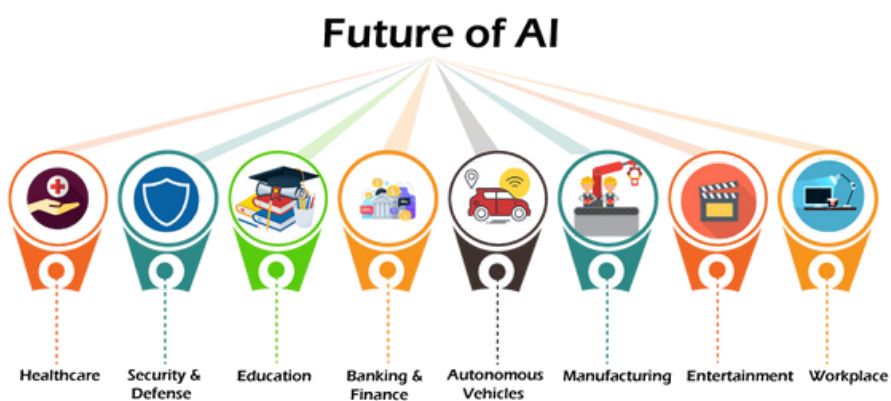 Future of AI
Healthcare
Security &
Defense
Education
Banking &
Finance
Autonomous
Vehicles
Manufacturing
Entertainment
Workplace